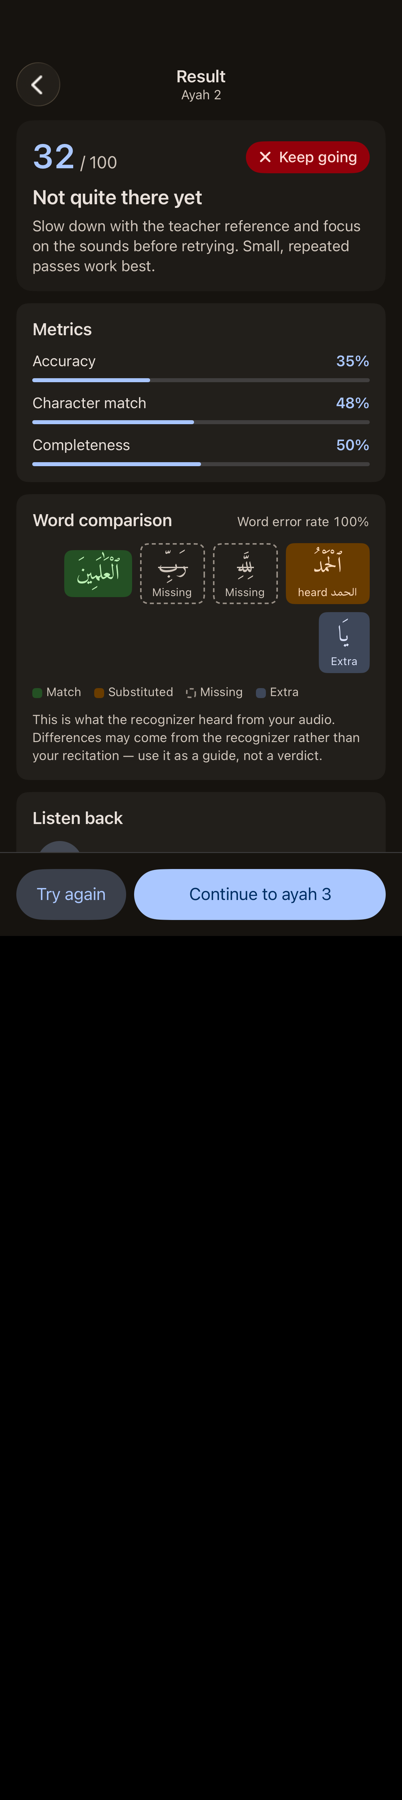 Result
Ayah 2
32 / 100
Keep going
Not quite there yet
Slow down with the teacher reference and focus
on the sounds before retrying. Small, repeated
passes work best.
Metrics
Accuracy 35%
Character match 48%
Completeness 50%
Word comparison Word error rate 100%
ٱلْحَمْدُ لِلَّهِ رَبِّ ٱلْعَٰلَمِينَ
heard الحمد Missing Missing
يَا
Extra
Match Substituted Missing Extra
This is what the recognizer heard from your audio.
Differences may come from the recognizer rather than
your recitation — use it as a guide, not a verdict.
Listen back
Try again Continue to ayah 3